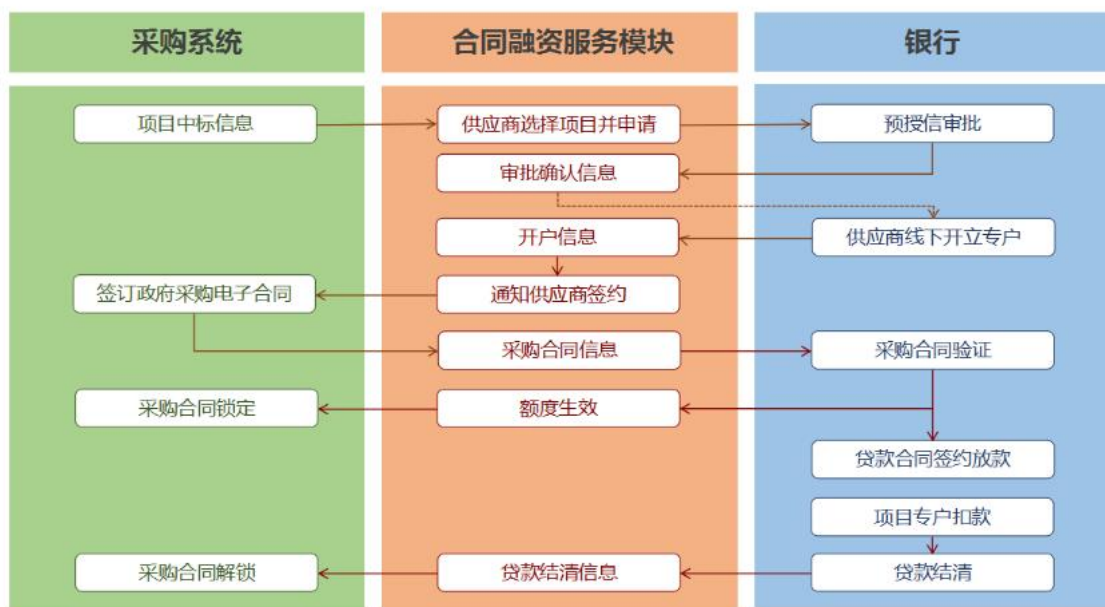 采购系统
合同融资服务模块
银行
项目中标信息
供应商选择项目并申请
预授信审批
审批确认信息
开户信息
供应商线下开立专户
签订政府采购电子合同
通知供应商签约
采购合同信息
采购合同验证
采购合同锁定
额度生效
贷款合同签约放款
项目专户扣款
采购合同解锁
贷款结清信息
贷款结清